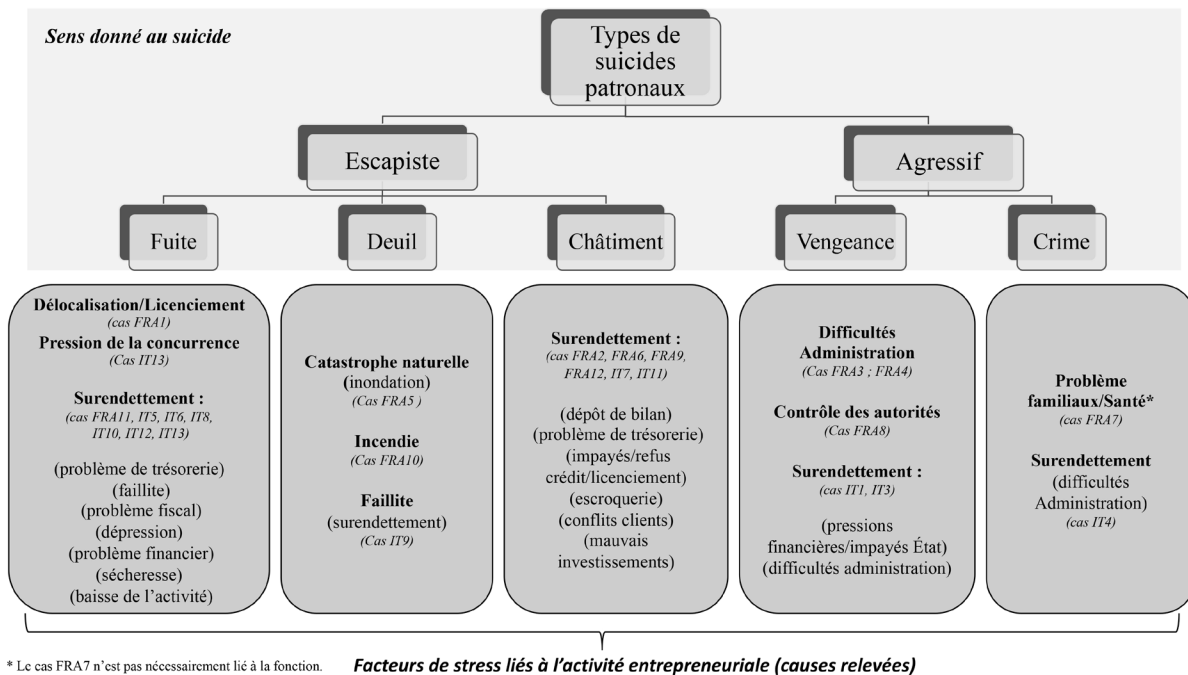 Sens donné au suicide
Types de
suicides
patronaux
Escapiste
Agressif
Fuite
Deuil
Châtiment
Vengeance
Crime
Délocalisation/Licenciement
(cas FRA1)
Pression de la concurrence
(Cas IT13)
Surendettement :
(cas FRA11, IT5, IT6, IT8,
IT10, IT12, IT13)
(problème de trésorerie)
(faillite)
(problème fiscal)
(dépression)
(problème financier)
(sécheresse)
(baisse de l’activité)
Catastrophe naturelle
(inondation)
(Cas FRA5 )
Incendie
(Cas FRA10)
Faillite
(surendettement)
(Cas IT9)
Surendettement :
(cas FRA2, FRA6, FRA9,
FRA12, IT7, IT11)
(dépôt de bilan)
(problème de trésorerie)
(impayés/refus
crédit/licenciement)
(escroquerie)
(conflits clients)
(mauvais
investissements)
Difficultés
Administration
(Cas FRA3 ; FRA4)
Contrôle des autorités
(Cas FRA8)
Surendettement :
(cas IT1, IT3)
(pressions
financières/impayés État)
(difficultés administration)
Problème
familiaux/Santé*
(cas FRA7)
Surendettement
(difficultés
Administration)
(cas IT4)
* Le cas FRA7 n’est pas nécessairement lié à la fonction.
Facteurs de stress liés à l’activité entrepreuriale (causes relevées)